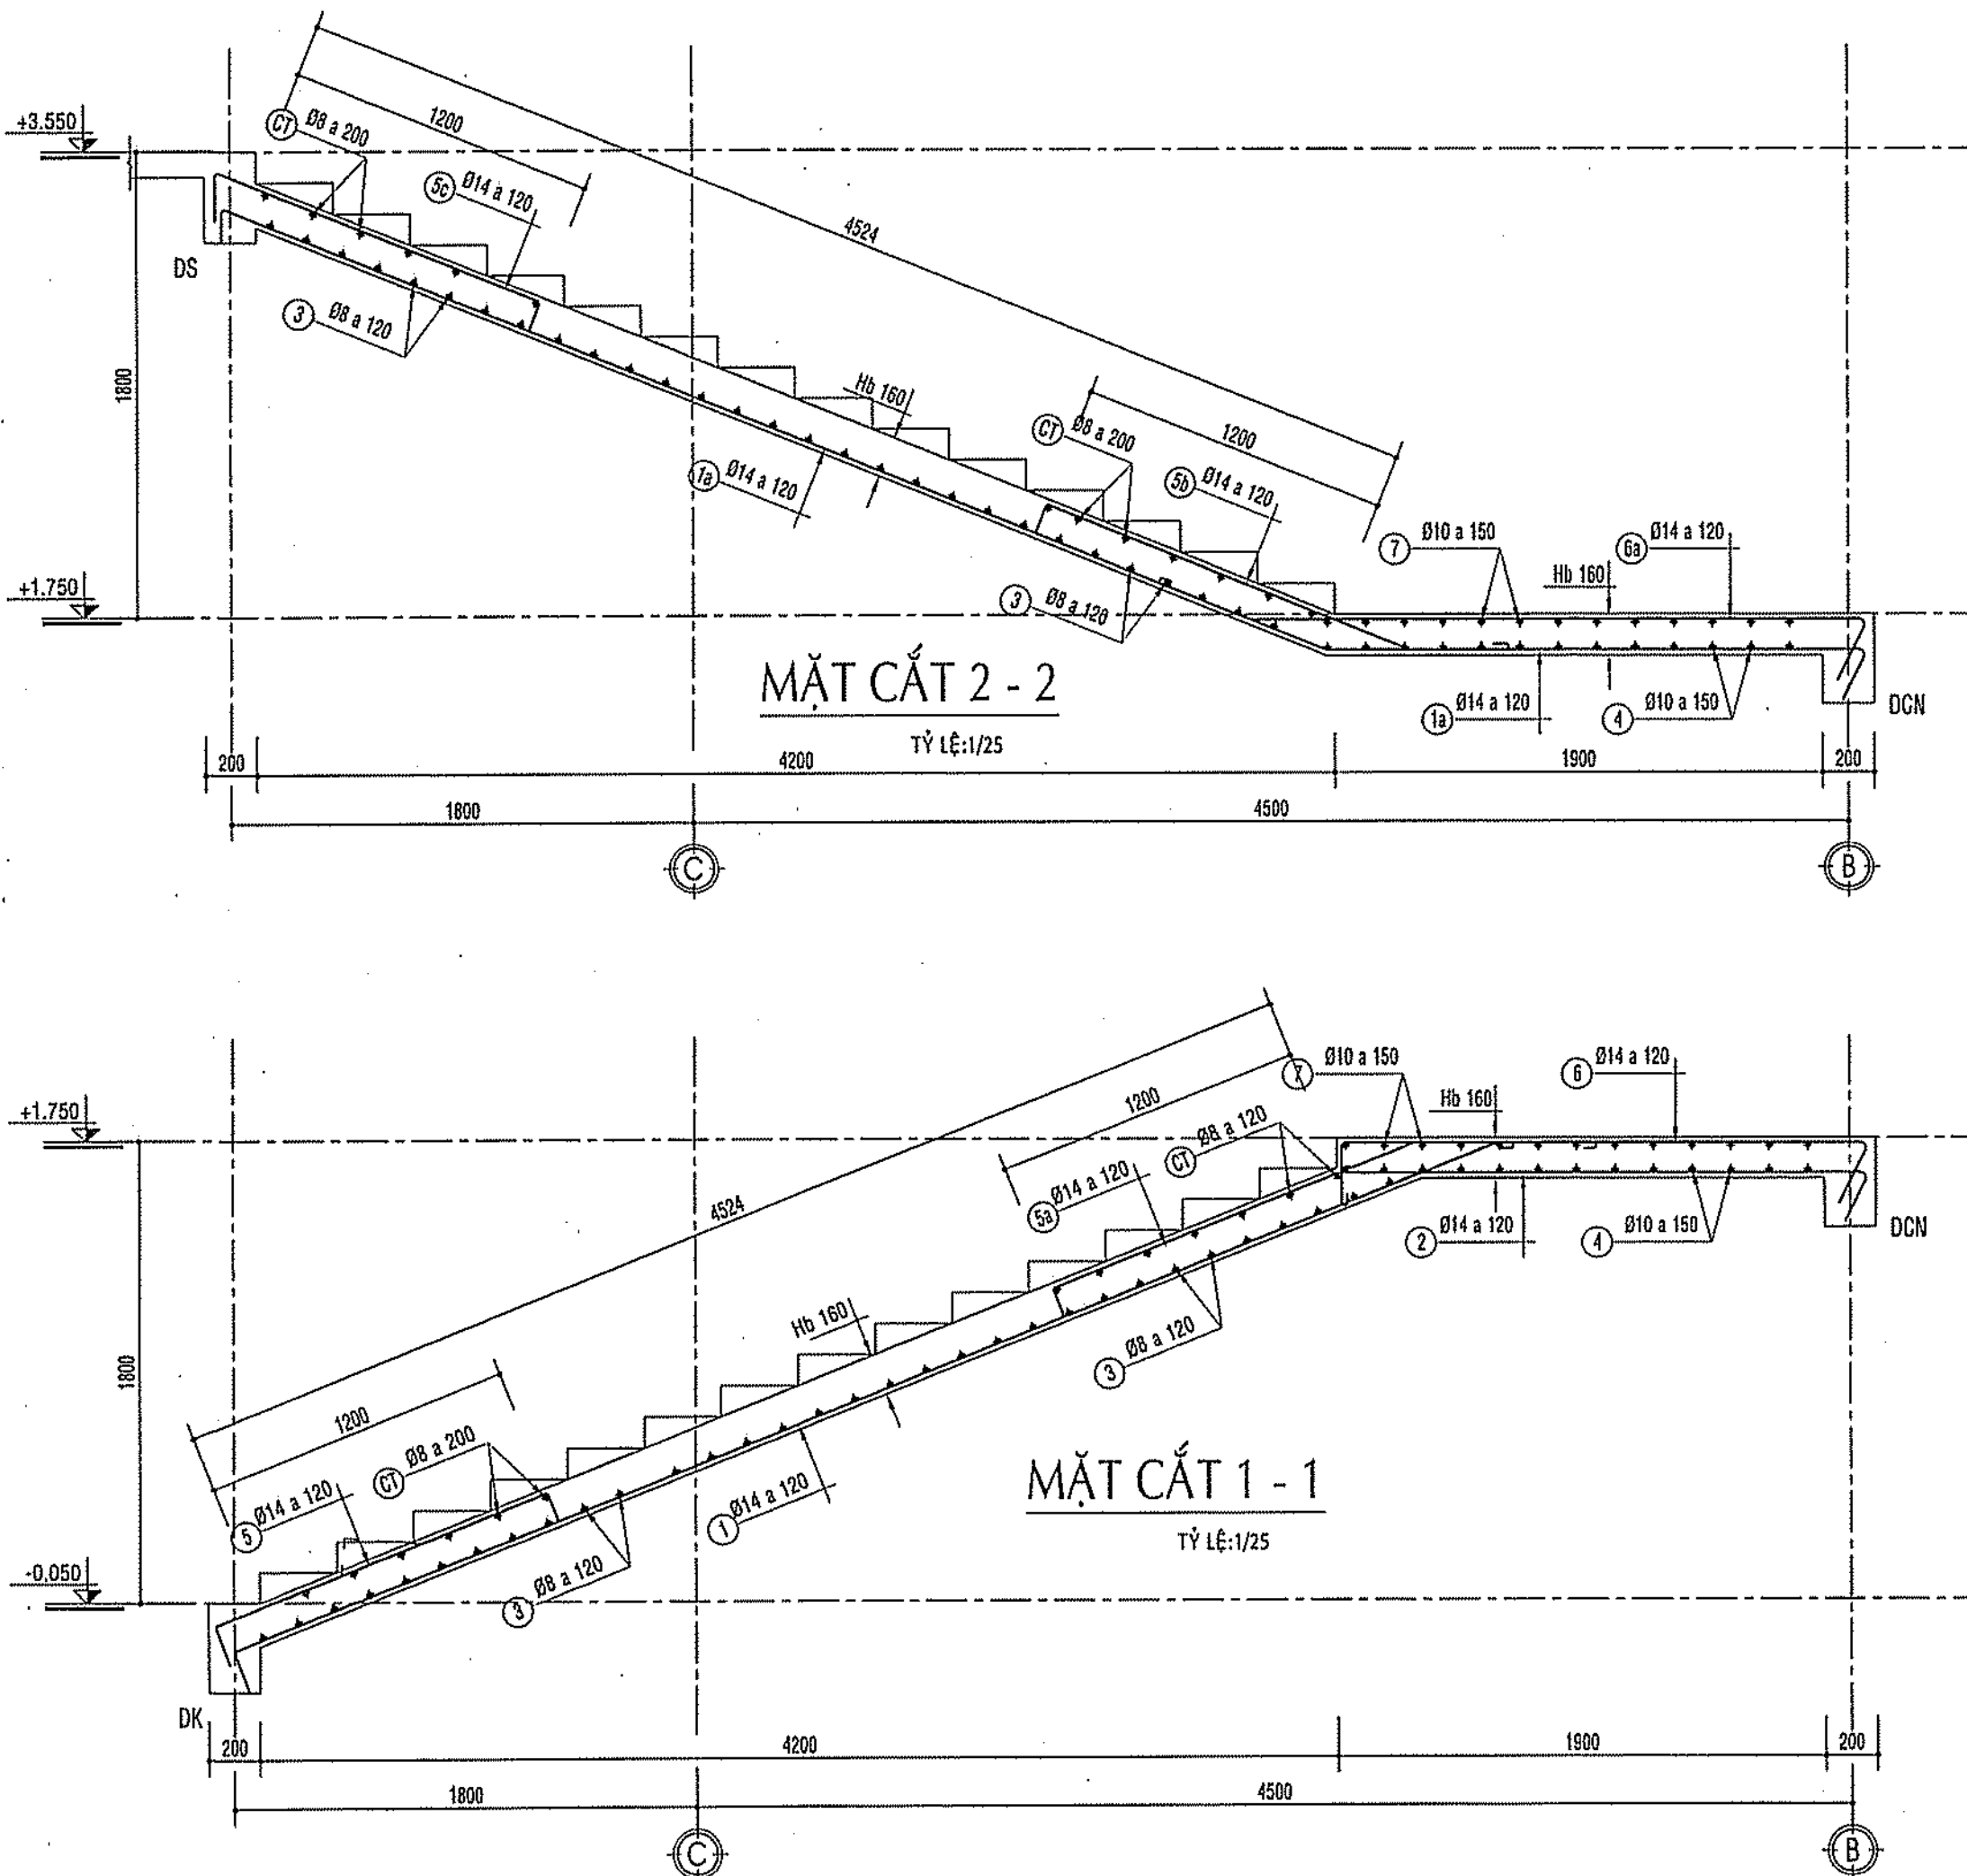 +3.550
1200
CT Ø8 a 200
5c Ø14 a 120
4524
DS
3 Ø8 a 120
1800
Hb 160
1a Ø14 a 120
CT Ø8 a 200
1200
5b Ø14 a 120
7 Ø10 a 150
6a Ø14 a 120
Hb 160
+1.750
3 Ø8 a 120
MẶT CẮT 2 - 2
TỶ LỆ:1/25
1a Ø14 a 120
4 Ø10 a 150
DCN
200
4200
1900
200
1800
4500
C
B
+1.750
7 Ø10 a 150
6 Ø14 a 120
Hb 160
1200
CT Ø8 a 120
5a Ø14 a 120
4524
2 Ø14 a 120
4 Ø10 a 150
DCN
Hb 160
3 Ø8 a 120
1800
1200
CT Ø8 a 200
5 Ø14 a 120
1 Ø14 a 120
MẶT CẮT 1 - 1
TỶ LỆ:1/25
-0,050
3 Ø8 a 120
DK
200
4200
1900
200
1800
4500
C
B